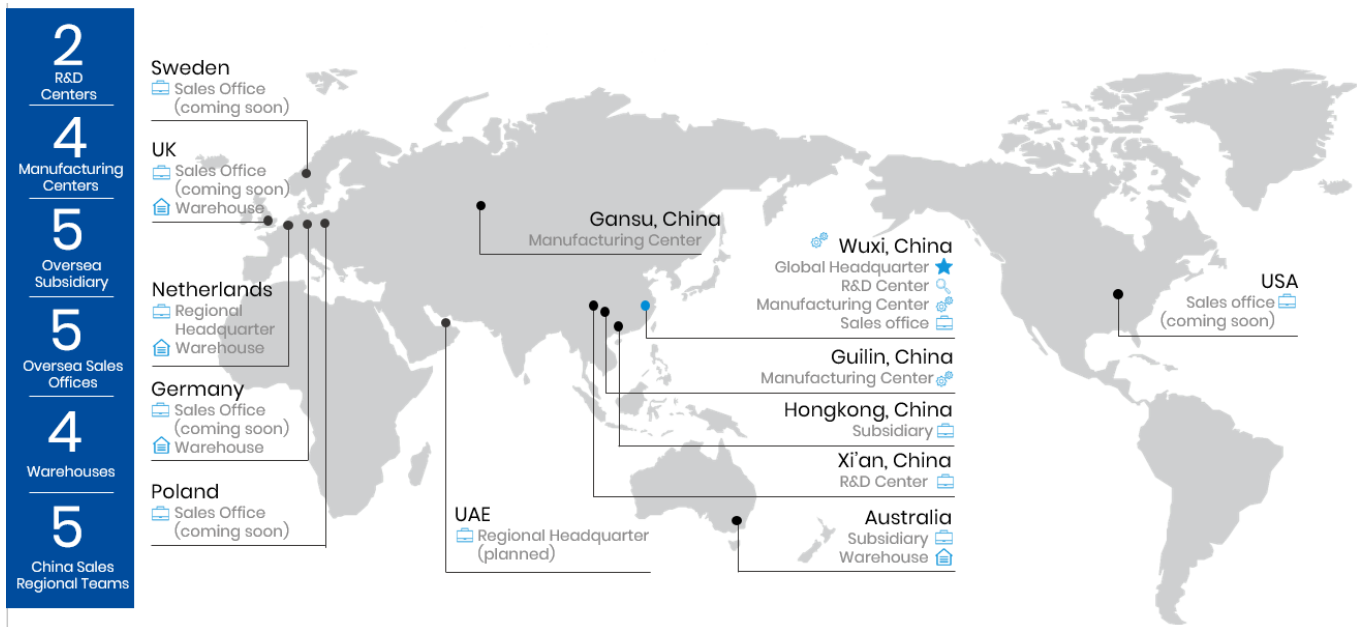 2
R&D
Centers
4
Manufacturing
Centers
5
Oversea
Subsidiary
5
Oversea Sales
Offices
4
Warehouses
5
China Sales
Regional Teams
Sweden
Sales Office
(coming soon)
UK
Sales Office
(coming soon)
Warehouse
Netherlands
Regional
Headquarter
Warehouse
Germany
Sales Office
(coming soon)
Warehouse
Poland
Sales Office
(coming soon)
UAE
Regional Headquarter
(planned)
Gansu, China
Manufacturing Center
Wuxi, China
Global Headquarter
R&D Center
Manufacturing Center
Sales office
Guilin, China
Manufacturing Center
Hongkong, China
Subsidiary
Xi'an, China
R&D Center
Australia
Subsidiary
Warehouse
USA
Sales office
(coming soon)